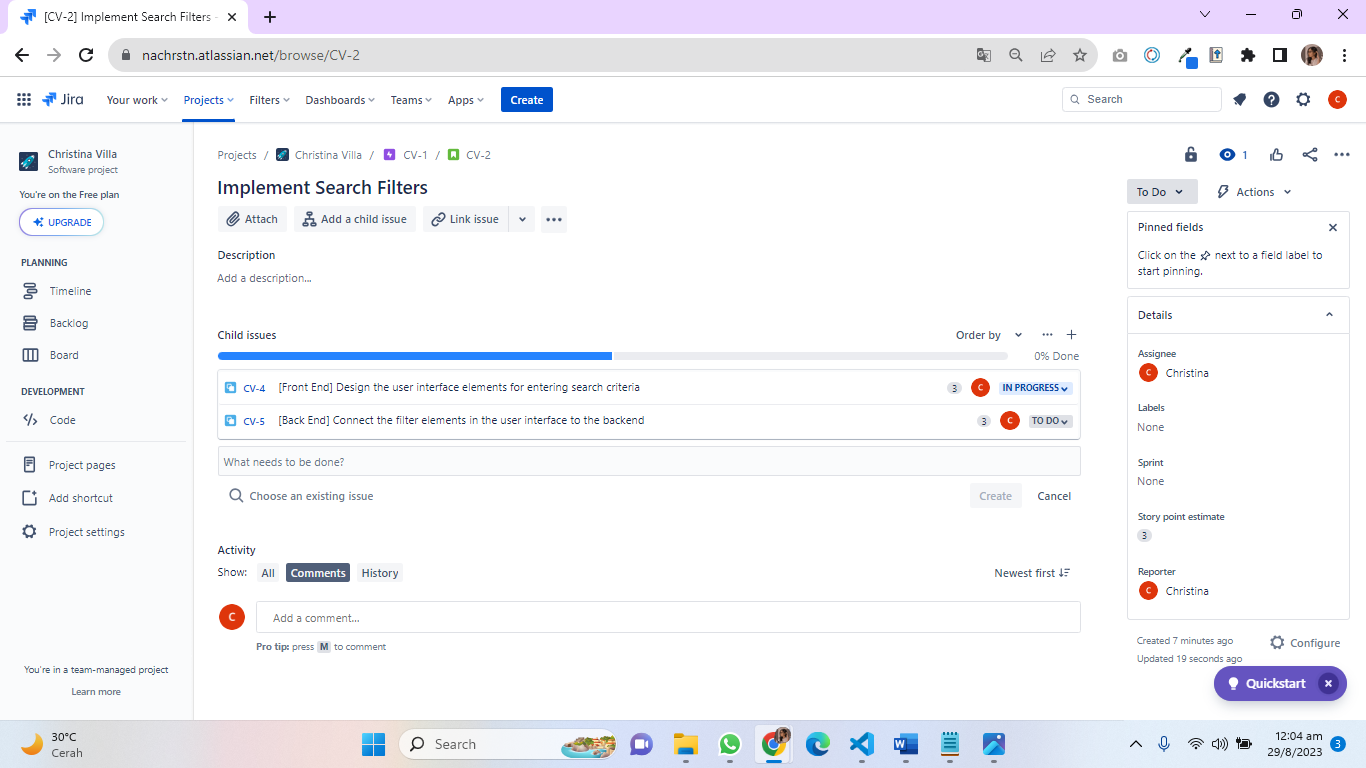 [CV-2] Implement Search Filters -
nachrstn.atlassian.net/browse/CV-2
Jira Your work Projects Filters Dashboards Teams Apps Create Search C
Christina Villa
Software project
You're on the Free plan
UPGRADE
PLANNING
Timeline
Backlog
Board
DEVELOPMENT
Code
Project pages
Add shortcut
Project settings
You're in a team-managed project
Learn more
Projects / Christina Villa / CV-1 / CV-2
Implement Search Filters
Attach Add a child issue Link issue
Description
Add a description...
Child issues Order by
0% Done
CV-4 [Front End] Design the user interface elements for entering search criteria 3 C IN PROGRESS
CV-5 [Back End] Connect the filter elements in the user interface to the backend 3 C TO DO
What needs to be done?
Choose an existing issue Create Cancel
Activity
Show: All Comments History Newest first
C Add a comment...
Pro tip: press M to comment
1
To Do Actions
Pinned fields
Click on the next to a field label to
start pinning.
Details
Assignee
C Christina
Labels
None
Sprint
None
Story point estimate
3
Reporter
C Christina
Created 7 minutes ago Configure
Updated 19 seconds ago
Quickstart
30°C
Cerah
Search
12:04 am
29/8/2023 3